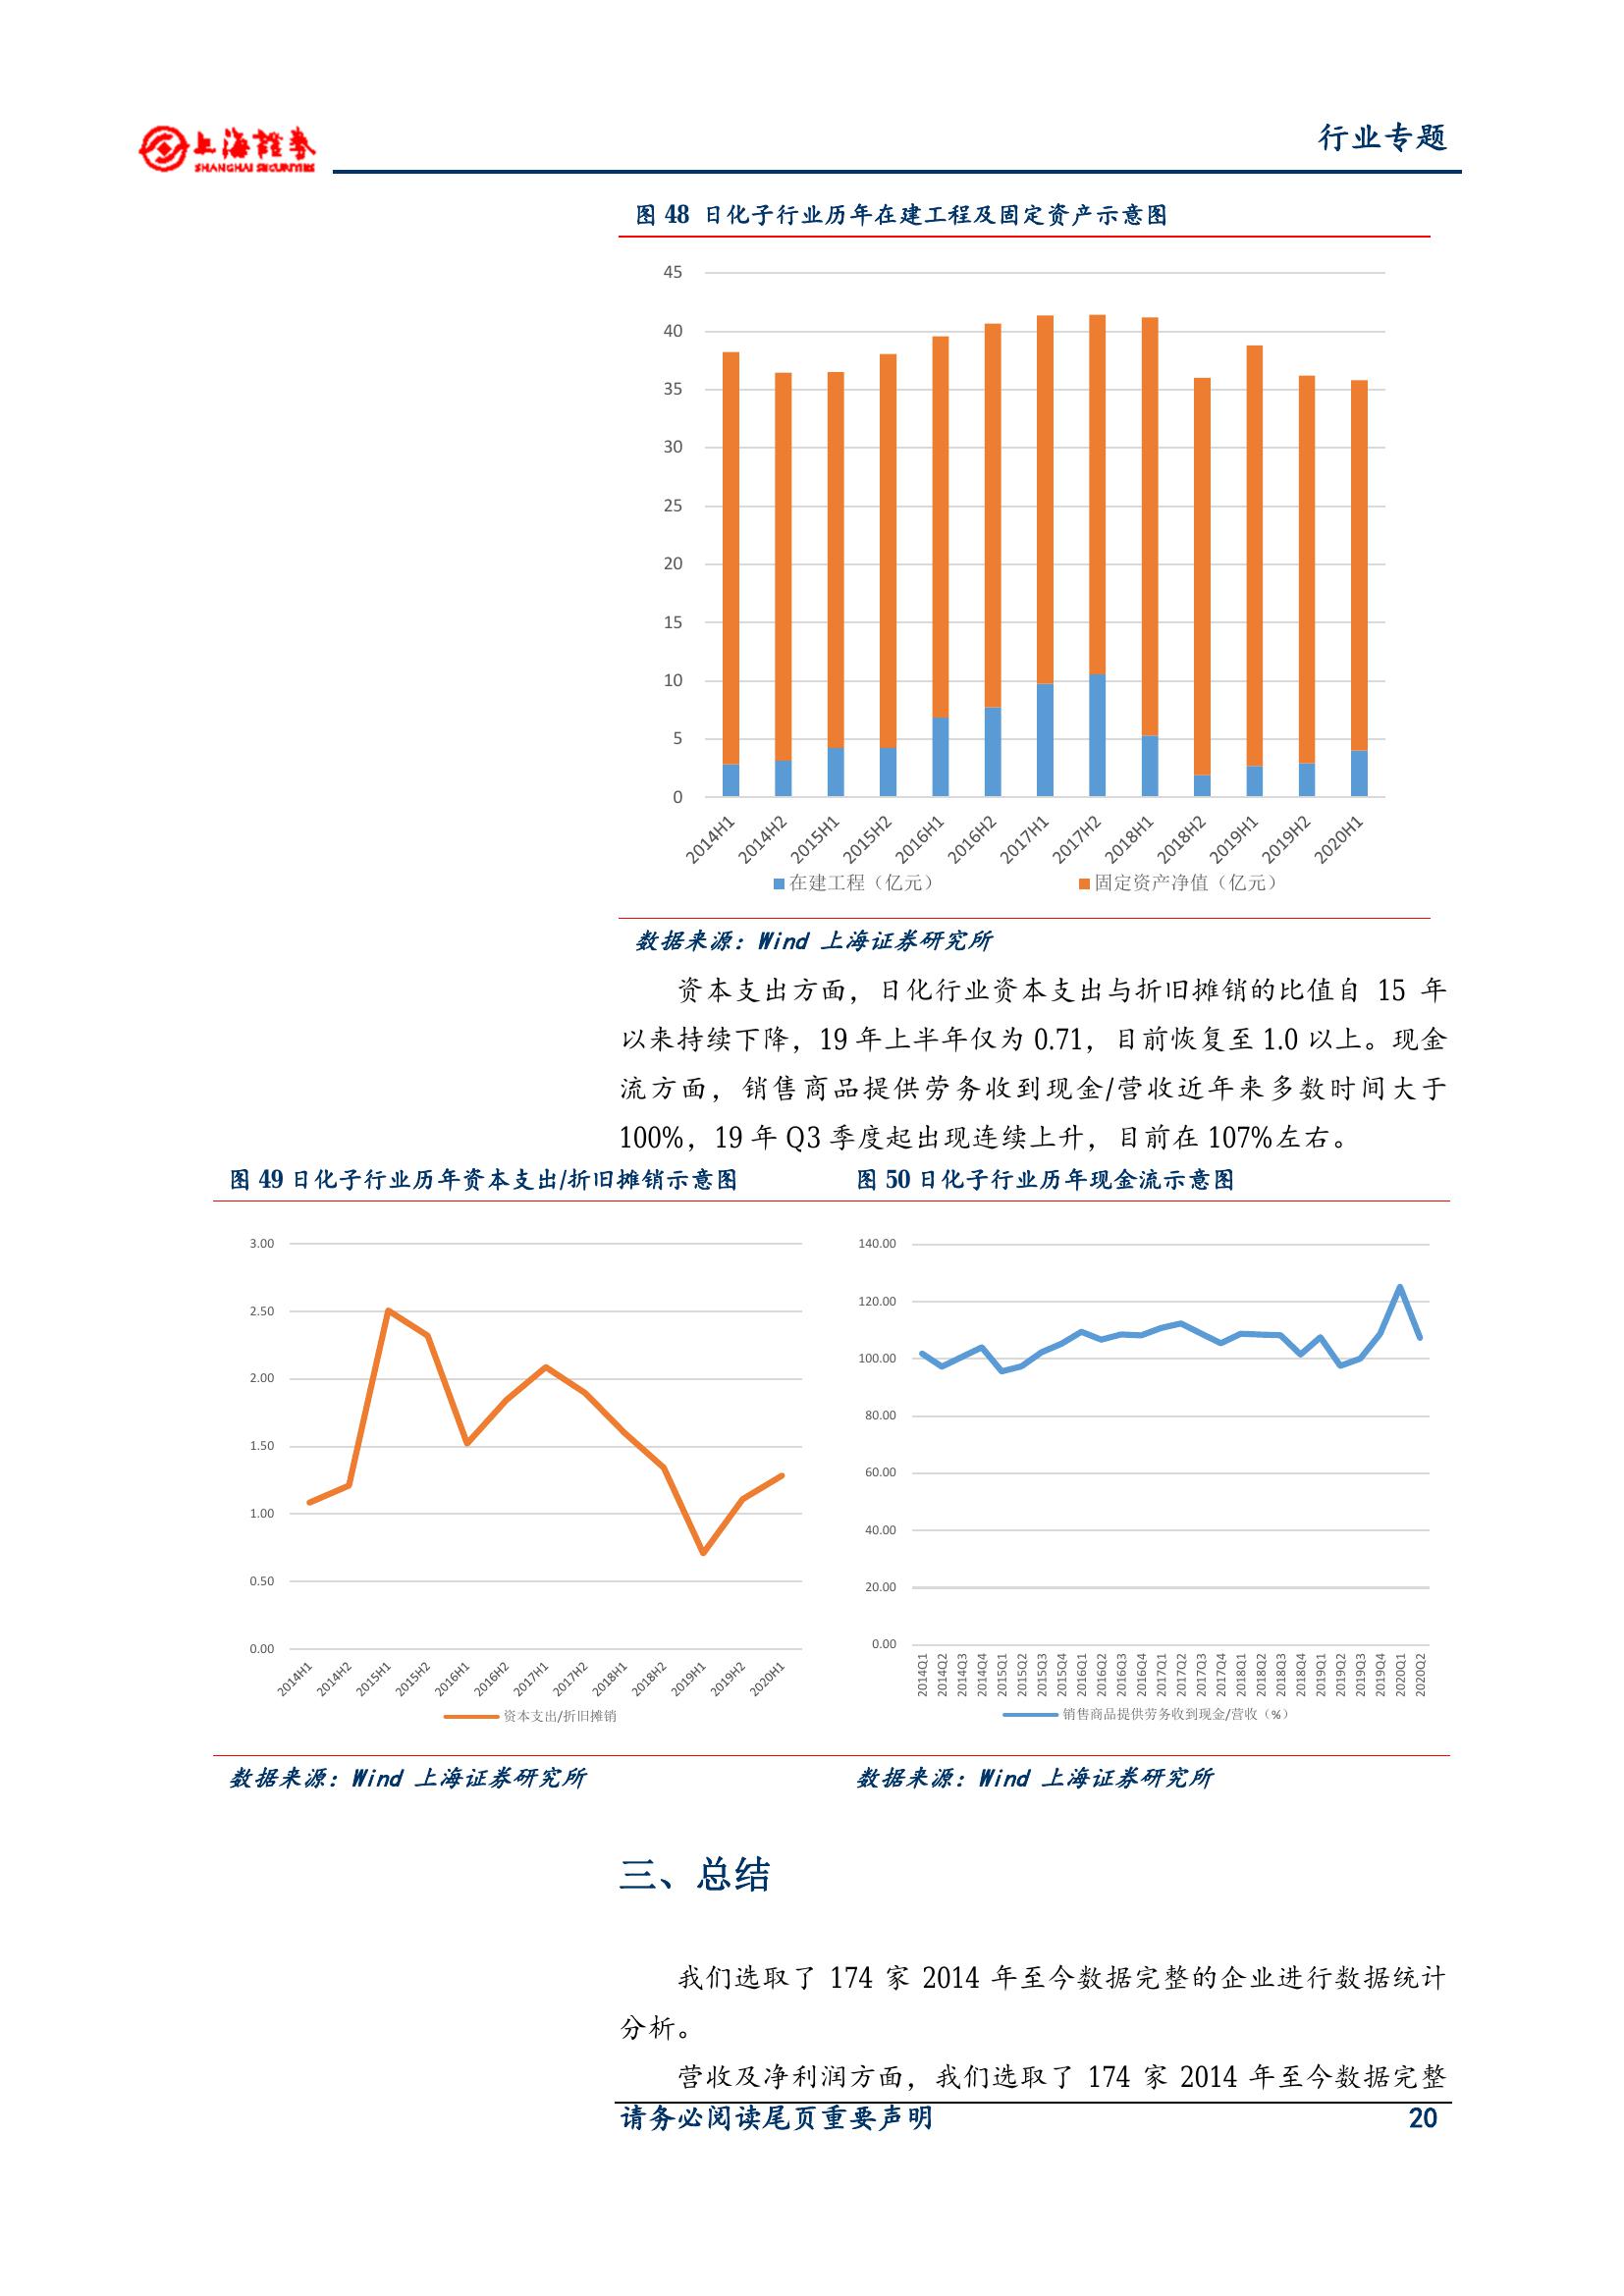 上海證券
SHANGHAI SECURITIES
行业专题
图 48 日化子行业历年在建工程及固定资产示意图
45
40
35
30
25
20
15
10
5
0
2014H1 2014H2 2015H1 2015H2 2016H1 2016H2 2017H1 2017H2 2018H1 2018H2 2019H1 2019H2 2020H1
在建工程（亿元） 固定资产净值（亿元）
数据来源：Wind 上海证券研究所
资本支出方面，日化行业资本支出与折旧摊销的比值自 15 年
以来持续下降，19 年上半年仅为 0.71，目前恢复至 1.0 以上。现金
流方面，销售商品提供劳务收到现金/营收近年来多数时间大于
100%，19 年 Q3 季度起出现连续上升，目前在 107%左右。
图 49 日化子行业历年资本支出/折旧摊销示意图
3.00
2.50
2.00
1.50
1.00
0.50
0.00
2014H1 2014H2 2015H1 2015H2 2016H1 2016H2 2017H1 2017H2 2018H1 2018H2 2019H1 2019H2 2020H1
资本支出/折旧摊销
数据来源：Wind 上海证券研究所
图 50 日化子行业历年现金流示意图
140.00
120.00
100.00
80.00
60.00
40.00
20.00
0.00
2014Q1 2014Q2 2014Q3 2014Q4 2015Q1 2015Q2 2015Q3 2015Q4 2016Q1 2016Q2 2016Q3 2016Q4 2017Q1 2017Q2 2017Q3 2017Q4 2018Q1 2018Q2 2018Q3 2018Q4 2019Q1 2019Q2 2019Q3 2019Q4 2020Q1 2020Q2
销售商品提供劳务收到现金/营收（%）
数据来源：Wind 上海证券研究所
三、总结
我们选取了 174 家 2014 年至今数据完整的企业进行数据统计
分析。
营收及净利润方面，我们选取了 174 家 2014 年至今数据完整
请务必阅读尾页重要声明 20